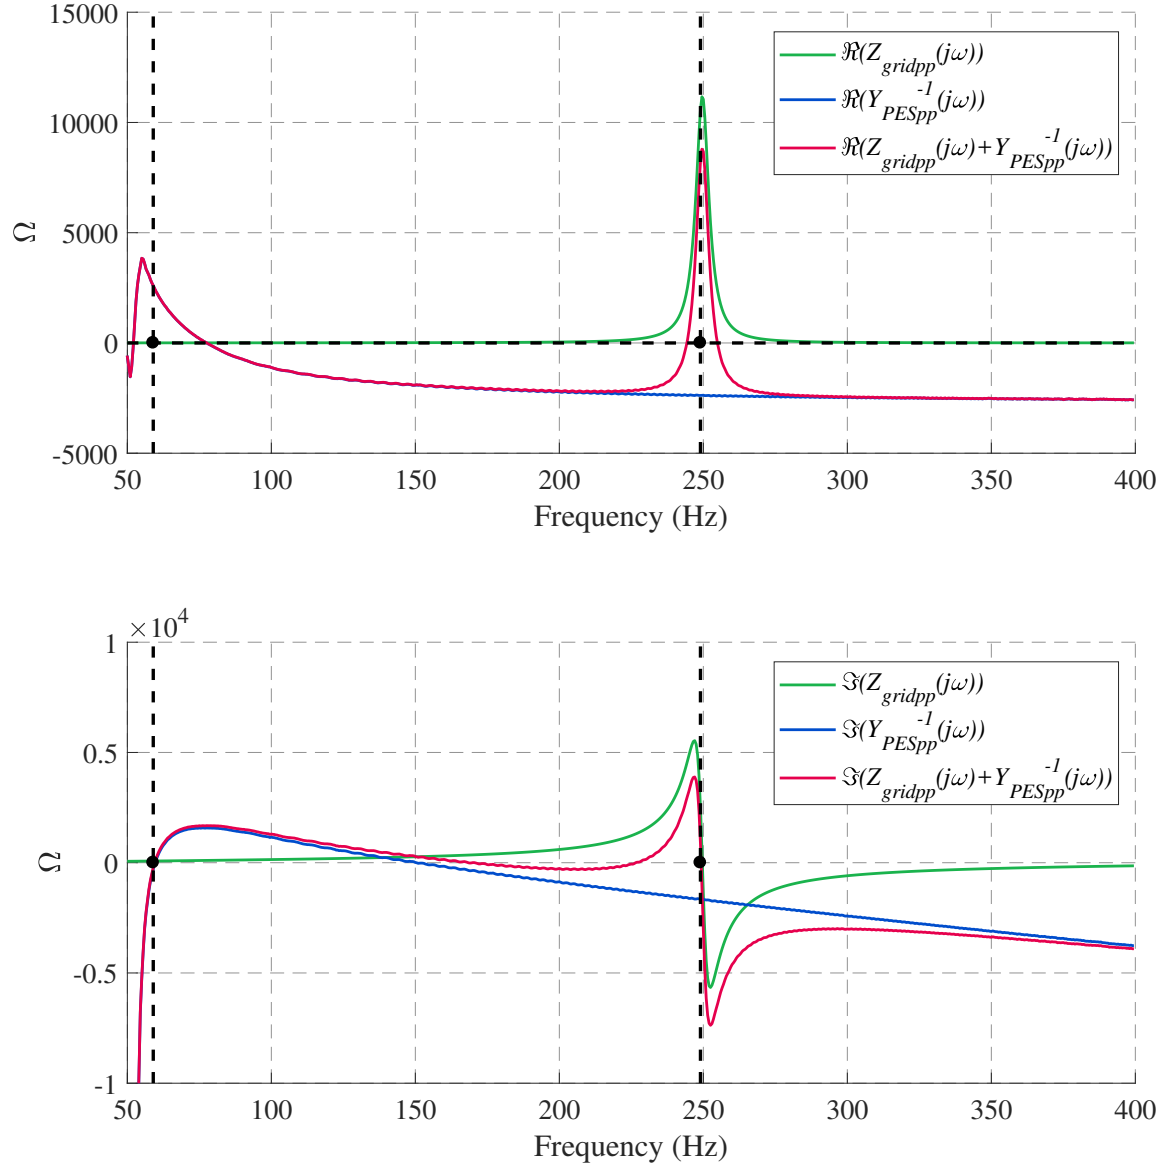 15000
10000
5000
0
-5000
Ω
ℜ(Z_gridpp(jω))
ℜ(Y_PESpp^-1(jω))
ℜ(Z_gridpp(jω)+Y_PESpp^-1(jω))
50 100 150 200 250 300 350 400
Frequency (Hz)
×10^4
1
0.5
0
-0.5
-1
Ω
ℑ(Z_gridpp(jω))
ℑ(Y_PESpp^-1(jω))
ℑ(Z_gridpp(jω)+Y_PESpp^-1(jω))
50 100 150 200 250 300 350 400
Frequency (Hz)